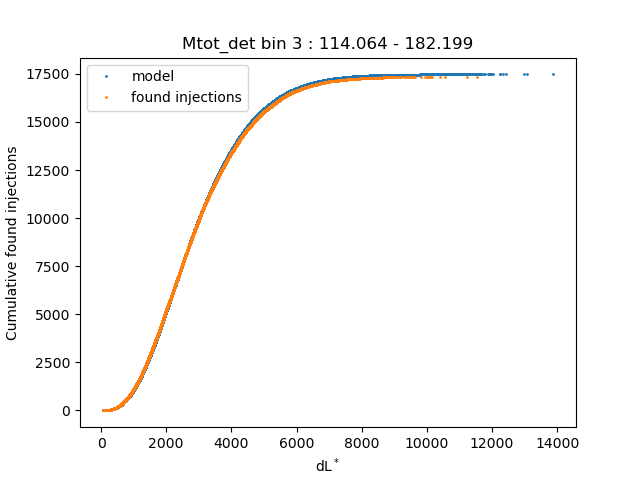 Mtot_det bin 3 : 114.064 - 182.199
model
found injections
Cumulative found injections
17500
15000
12500
10000
7500
5000
2500
0
0 2000 4000 6000 8000 10000 12000 14000
dL*